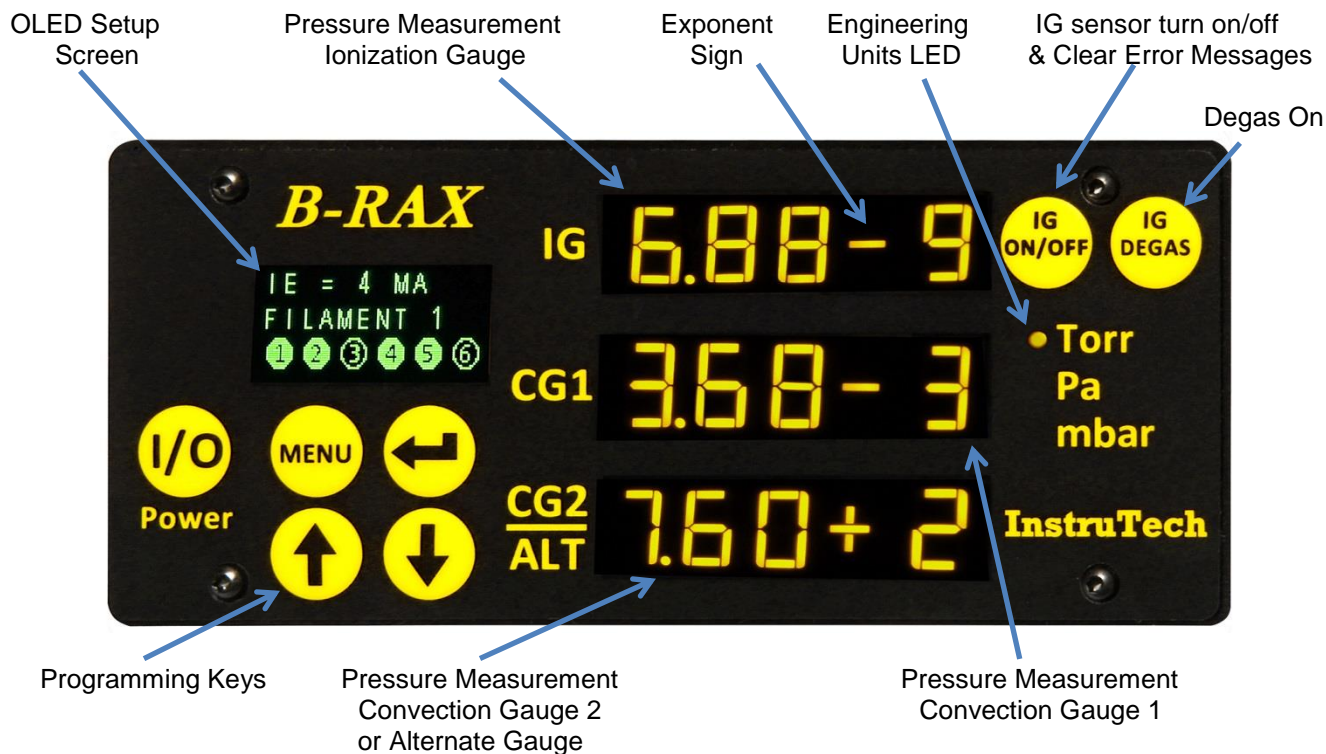 OLED Setup
Screen
Pressure Measurement
Ionization Gauge
Exponent
Sign
Engineering
Units LED
IG sensor turn on/off
& Clear Error Messages
Degas On
B-RAX
IE = 4 MA
FILAMENT 1
1 2 3 4 5 6
I/O
Power
MENU
IG 6.88 - 9
CG1 3.68 - 3
CG2
ALT
7.60 + 2
IG
ON/OFF
IG
DEGAS
Torr
Pa
mbar
InstruTech
Programming Keys
Pressure Measurement
Convection Gauge 2
or Alternate Gauge
Pressure Measurement
Convection Gauge 1